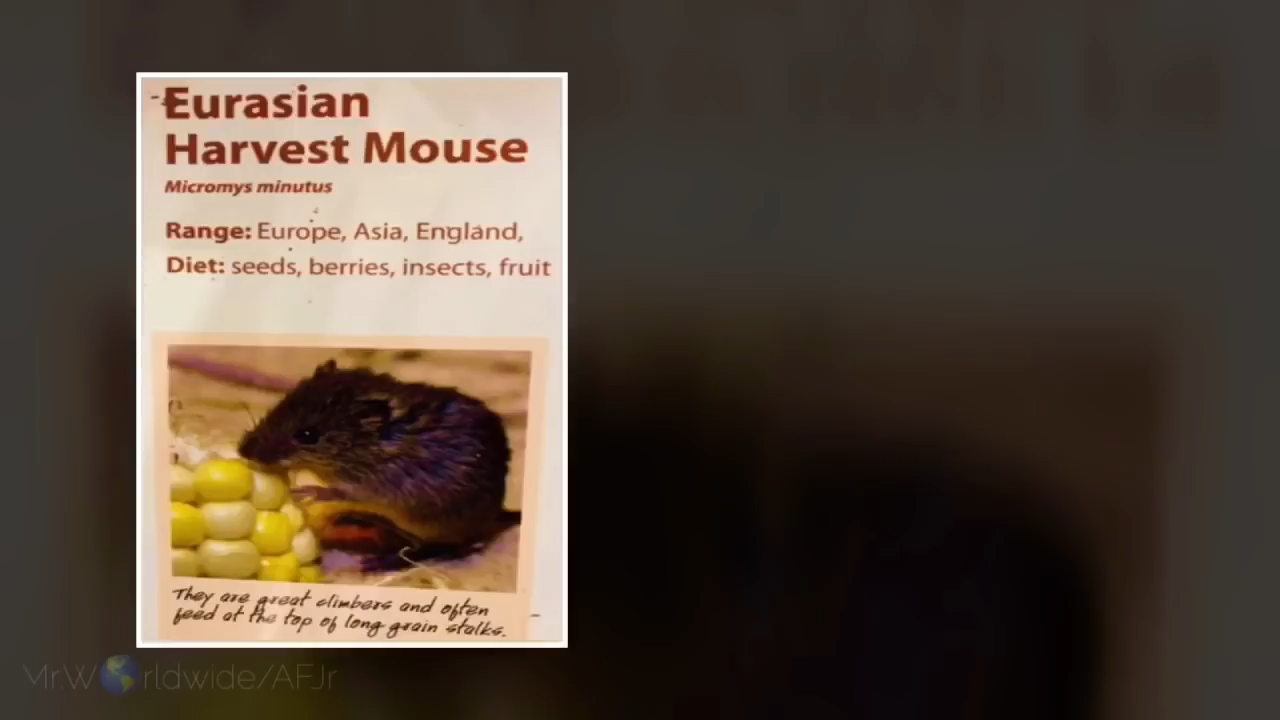 Eurasian
Harvest Mouse
Micromys minutus
Range: Europe, Asia, England,
Diet: seeds, berries, insects, fruit
They are great climbers and often
feed at the top of long grain stalks.
Mr.W🌎rldwide/AFJr